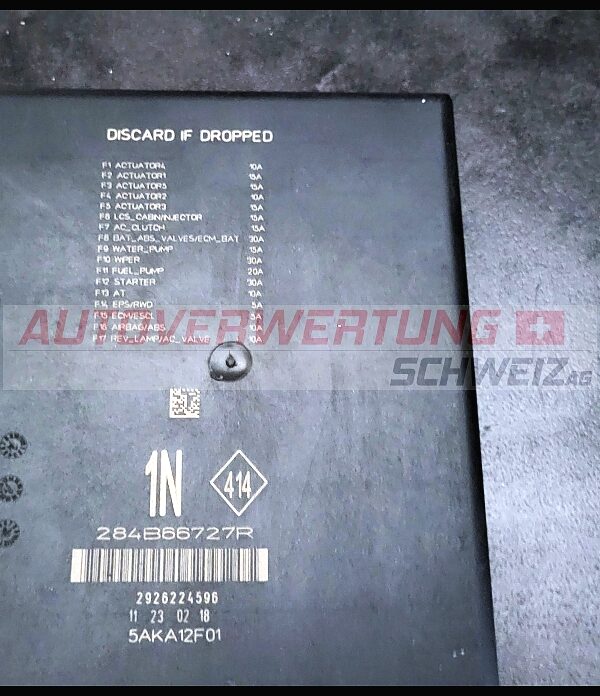 DISCARD IF DROPPED
F1 ACTUATOR4 10A
F2 ACTUATOR1 15A
F3 ACTUATOR5 15A
F4 ACTUATOR2 10A
F5 ACTUATOR3 15A
F6 LCS_CABIN/INJECTOR 15A
F7 AC_CLUTCH 15A
F8 BAT_ABS_VALVES/ECM_BAT 30A
F9 WATER_PUMP 15A
F10 WIPER 30A
F11 FUEL_PUMP 20A
F12 STARTER 30A
F13 AT 10A
F14 EPS/RWD 5A
F15 ECM/ESCL 5A
F16 AIRBAG/ABS 10A
F17 REV_LAMP/AC_VALVE 10A
AUTOVERWERTUNG
SCHWEIZ AG
1N 414
284B66727R
2926224596
11 23 02 18
5AKA12F01